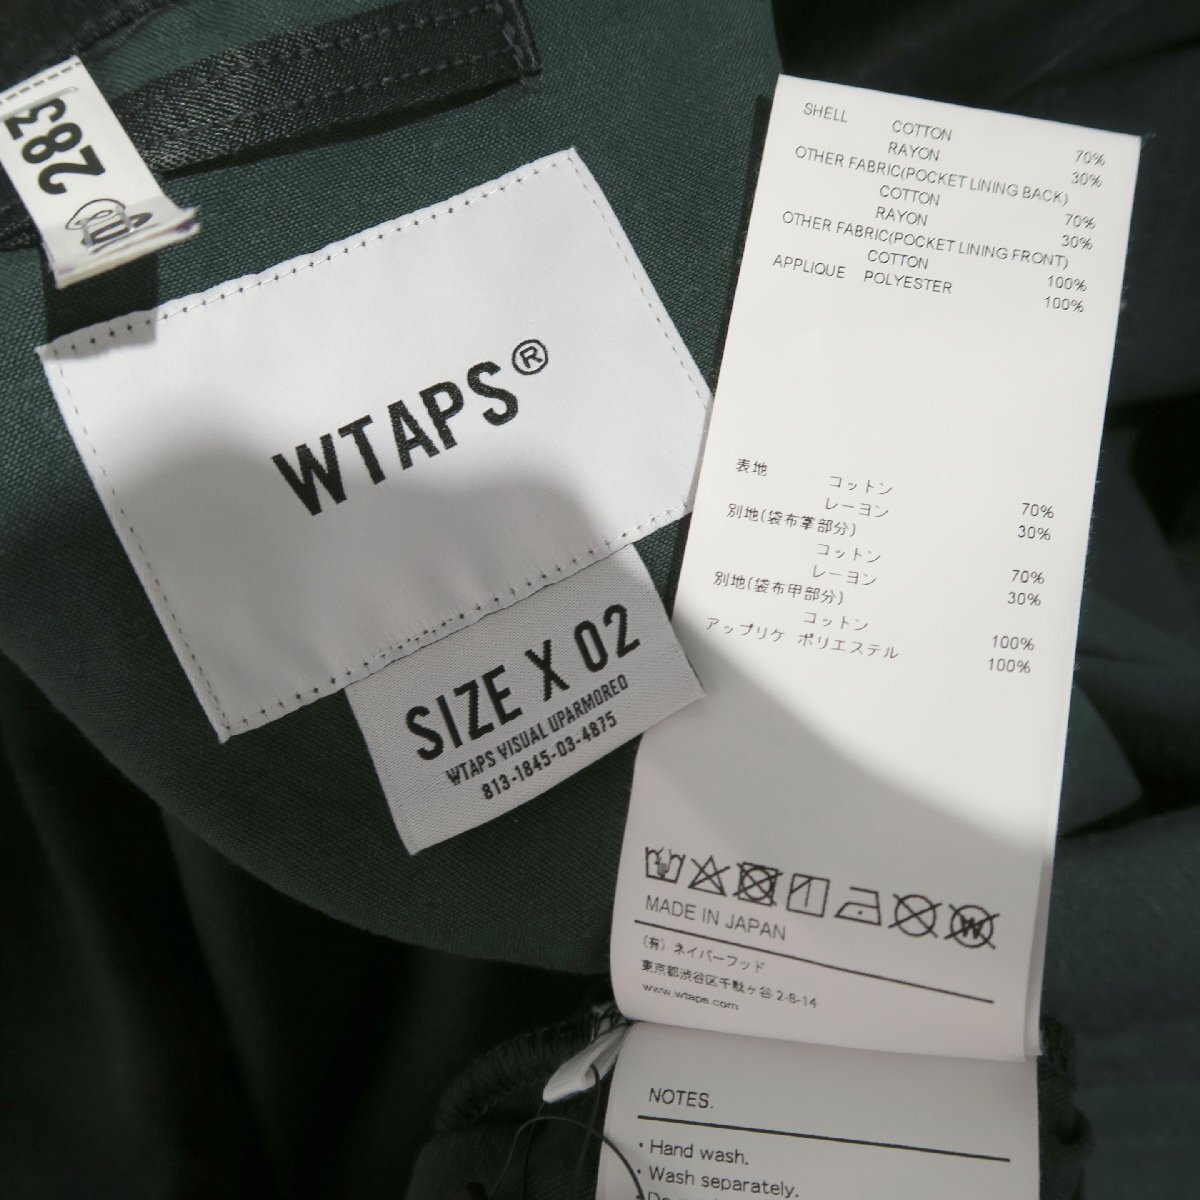 283
WTAPS®
SIZE X 02
WTAPS VISUAL UPARMORED
813-1845-03-4875
SHELL COTTON 70%
RAYON 30%
OTHER FABRIC(POCKET LINING BACK)
COTTON 70%
RAYON 30%
OTHER FABRIC(POCKET LINING FRONT)
COTTON 100%
APPLIQUE POLYESTER 100%
表地 コットン 70%
レーヨン 30%
別地(袋布掌部分)
コットン 70%
レーヨン 30%
別地(袋布甲部分)
コットン 100%
アップリケ ポリエステル 100%
W
MADE IN JAPAN
(有) ネイバーフッド
東京都渋谷区千駄ヶ谷 2-8-14
www.wtaps.com
NOTES.
・Hand wash.
・Wash separately.